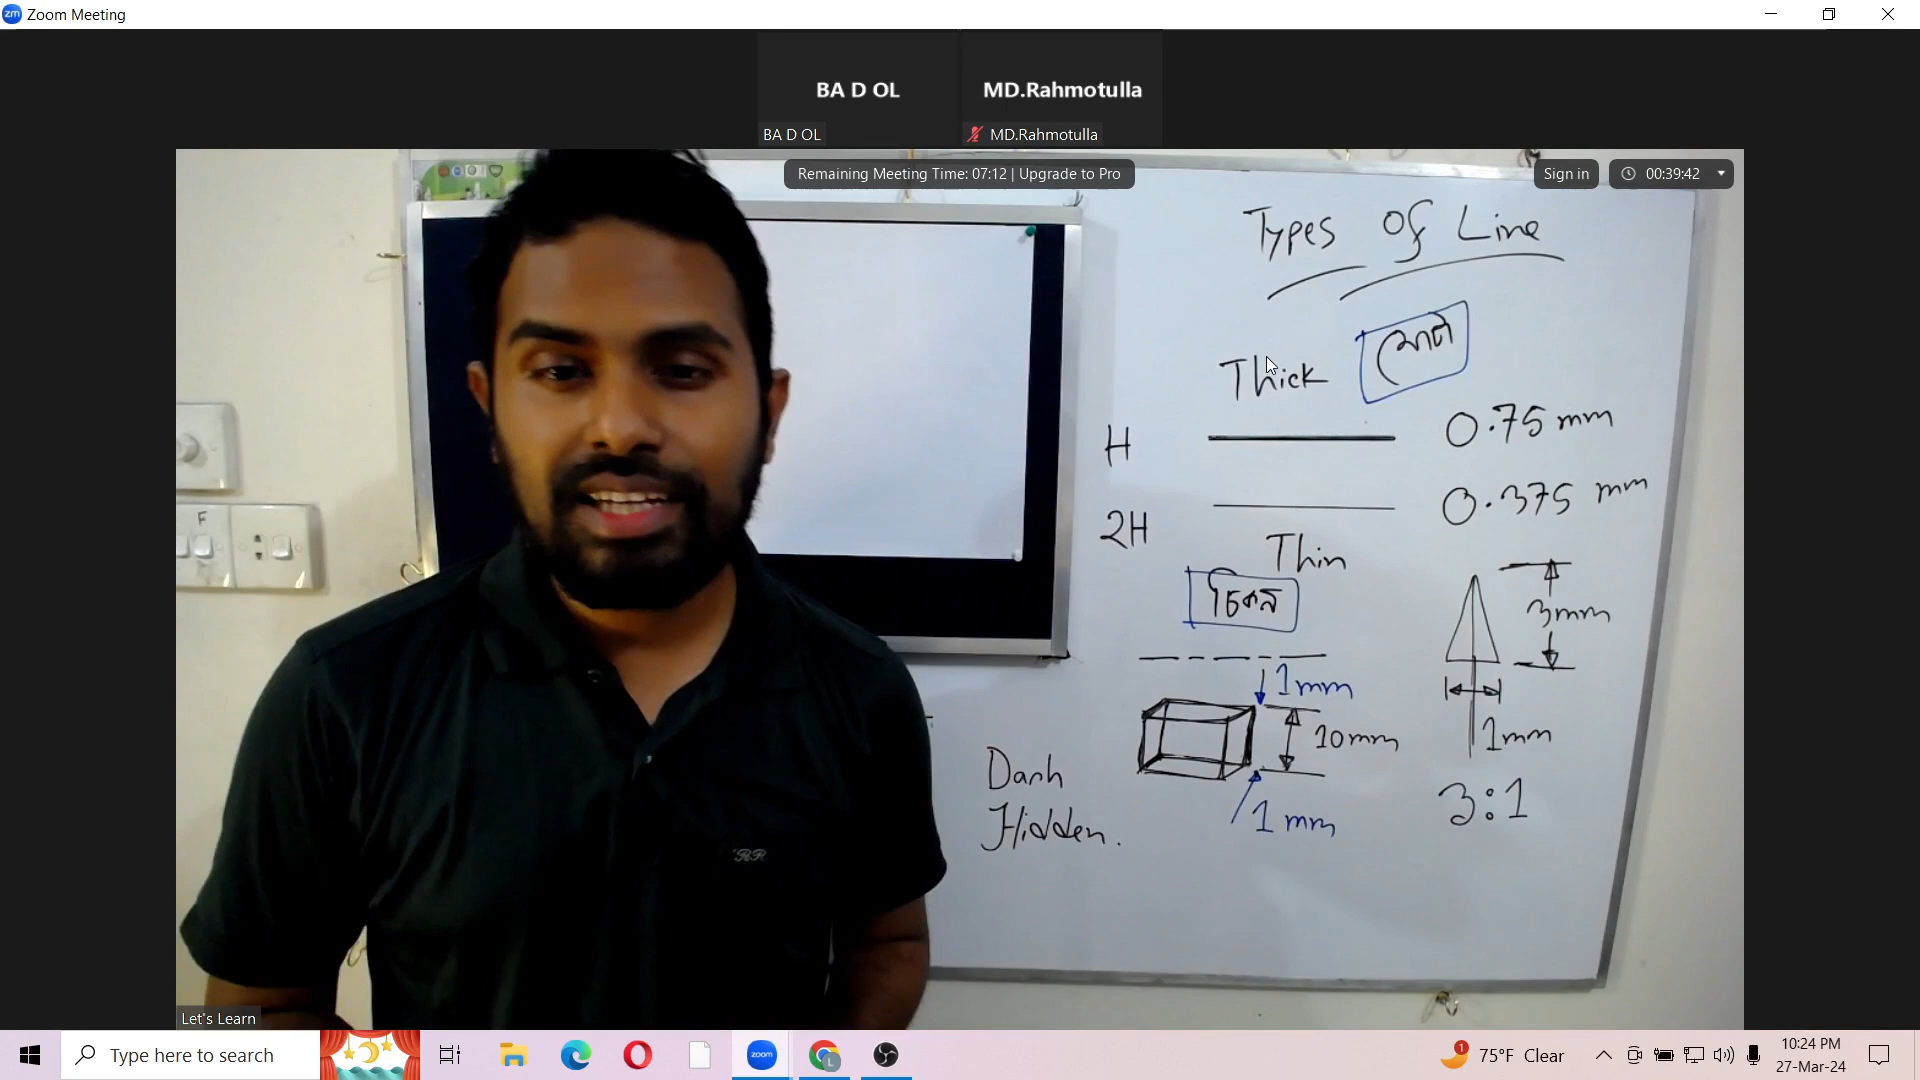 Zoom Meeting
BA D OL
MD.Rahmotulla
BA D OL
MD.Rahmotulla
Remaining Meeting Time: 07:12 | Upgrade to Pro
Sign in
00:39:42
Types Of Line
Thick
মোটা
H
0.75 mm
2H
0.375 mm
Thin
চিকন
3mm
1mm
10mm
1mm
1 mm
3:1
Dash
Hidden.
F
Let's Learn
Type here to search
zoom
L
1
75°F Clear
10:24 PM
27-Mar-24